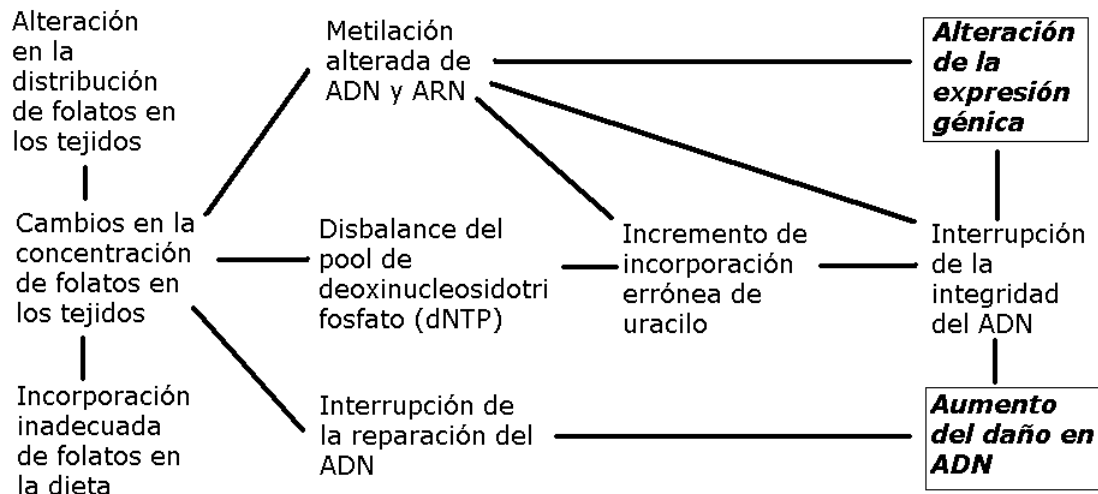 Alteración
en la
distribución
de folatos en
los tejidos
Cambios en la
concentración
de folatos en
los tejidos
Incorporación
inadecuada
de folatos en
la dieta
Metilación
alterada de
ADN y ARN
Disbalance del
pool de
deoxinucleosidotri
fosfato (dNTP)
Interrupción de
la reparación del
ADN
Incremento de
incorporación
errónea de
uracilo
Alteración
de la
expresión
génica
Interrupción
de la
integridad
del ADN
Aumento
del daño en
ADN